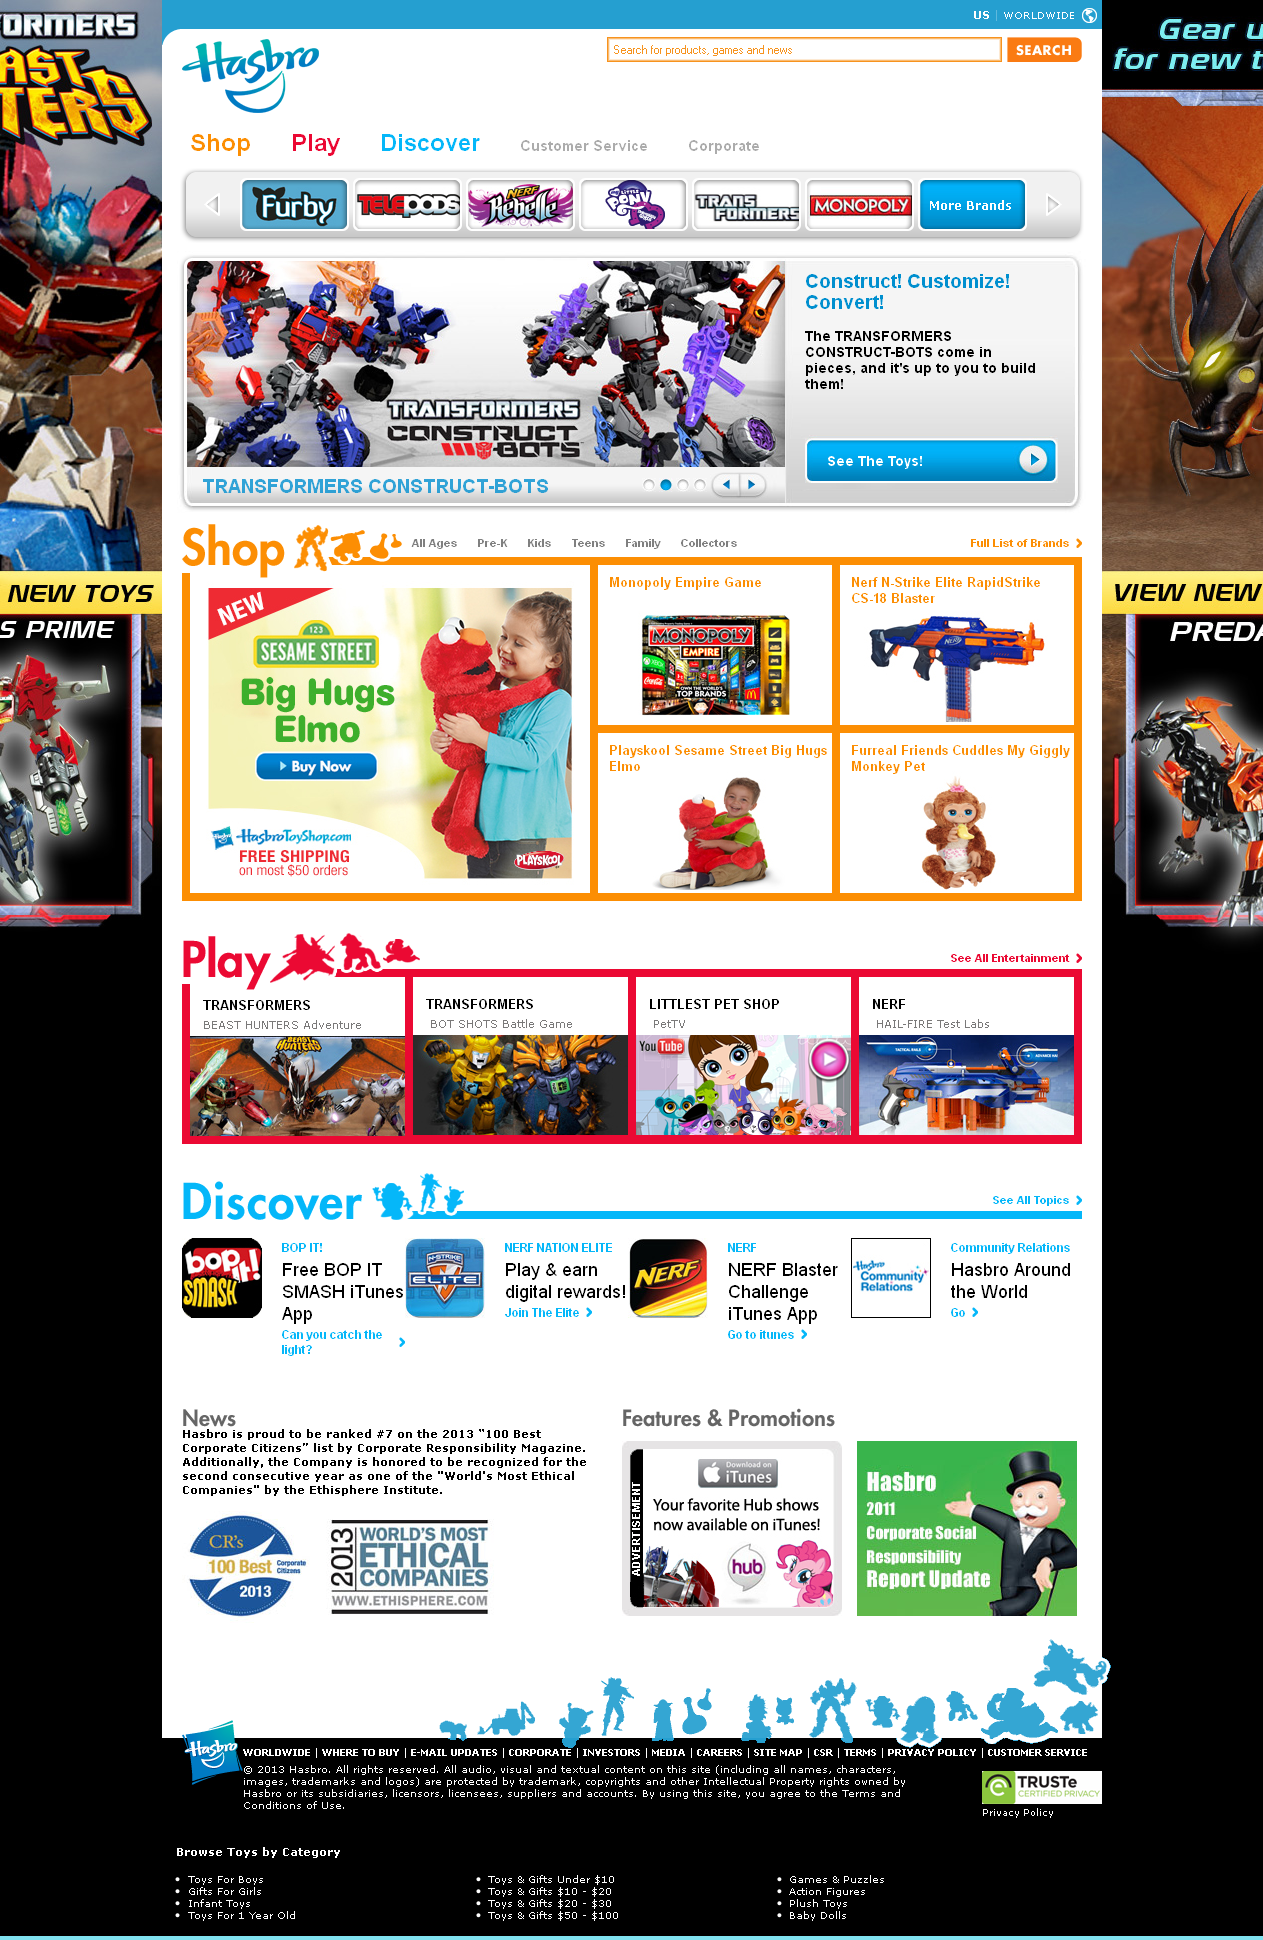 US | WORLDWIDE
Hasbro
Search for products, games and news
SEARCH
Shop Play Discover Customer Service Corporate
Furby TELEPODS NERF Rebelle MY LITTLE PONY TRANSFORMERS MONOPOLY More Brands
Gear u
for new t
Construct! Customize!
Convert!
The TRANSFORMERS
CONSTRUCT-BOTS come in
pieces, and it's up to you to build
them!
See The Toys!
TRANSFORMERS
CONSTRUCT
BOTS
TRANSFORMERS CONSTRUCT-BOTS
ORMERS
AST
TERS
NEW TOYS
S PRIME
VIEW NEW
PREDA
Shop
All Ages Pre-K Kids Teens Family Collectors
Full List of Brands
NEW
123
SESAME STREET
Big Hugs
Elmo
Buy Now
HasbroToyShop.com
FREE SHIPPING
on most $50 orders
PLAYSKOOL
Monopoly Empire Game
MONOPOLY
EMPIRE
OWN THE WORLD'S
TOP BRANDS
Nerf N-Strike Elite RapidStrike
CS-18 Blaster
Playskool Sesame Street Big Hugs
Elmo
Furreal Friends Cuddles My Giggly
Monkey Pet
Play
See All Entertainment
TRANSFORMERS
BEAST HUNTERS Adventure
BEAST
HUNTERS
TRANSFORMERS
BOT SHOTS Battle Game
LITTLEST PET SHOP
PetTV
You Tube
NERF
HAIL-FIRE Test Labs
TACTICAL RAILS
Discover
See All Topics
bop it!
SMASH
BOP IT!
Free BOP IT
SMASH iTunes
App
Can you catch the
light?
N-STRIKE
ELITE
NERF NATION ELITE
Play & earn
digital rewards!
Join The Elite
NERF
NERF
NERF Blaster
Challenge
iTunes App
Go to itunes
Hasbro
Community
Relations
Community Relations
Hasbro Around
the World
Go
News
Hasbro is proud to be ranked #7 on the 2013 “100 Best
Corporate Citizens” list by Corporate Responsibility Magazine.
Additionally, the Company is honored to be recognized for the
second consecutive year as one of the "World's Most Ethical
Companies" by the Ethisphere Institute.
CR's
100 Best Corporate Citizens
2013
2013
WORLD'S MOST
ETHICAL
COMPANIES
WWW.ETHISPHERE.COM
Features & Promotions
ADVERTISEMENT
Download on
iTunes
Your favorite Hub shows
now available on iTunes!
hub
Hasbro
2011
Corporate Social
Responsibility
Report Update
Hasbro
WORLDWIDE | WHERE TO BUY | E-MAIL UPDATES | CORPORATE | INVESTORS | MEDIA | CAREERS | SITE MAP | CSR | TERMS | PRIVACY POLICY | CUSTOMER SERVICE
© 2013 Hasbro. All rights reserved. All audio, visual and textual content on this site (including all names, characters,
images, trademarks and logos) are protected by trademark, copyrights and other Intellectual Property rights owned by
Hasbro or its subsidiaries, licensors, licensees, suppliers and accounts. By using this site, you agree to the Terms and
Conditions of Use.
TRUSTe
CERTIFIED PRIVACY
Privacy Policy
Browse Toys by Category
Toys For Boys
Gifts For Girls
Infant Toys
Toys For 1 Year Old
Toys & Gifts Under $10
Toys & Gifts $10 - $20
Toys & Gifts $20 - $30
Toys & Gifts $50 - $100
Games & Puzzles
Action Figures
Plush Toys
Baby Dolls